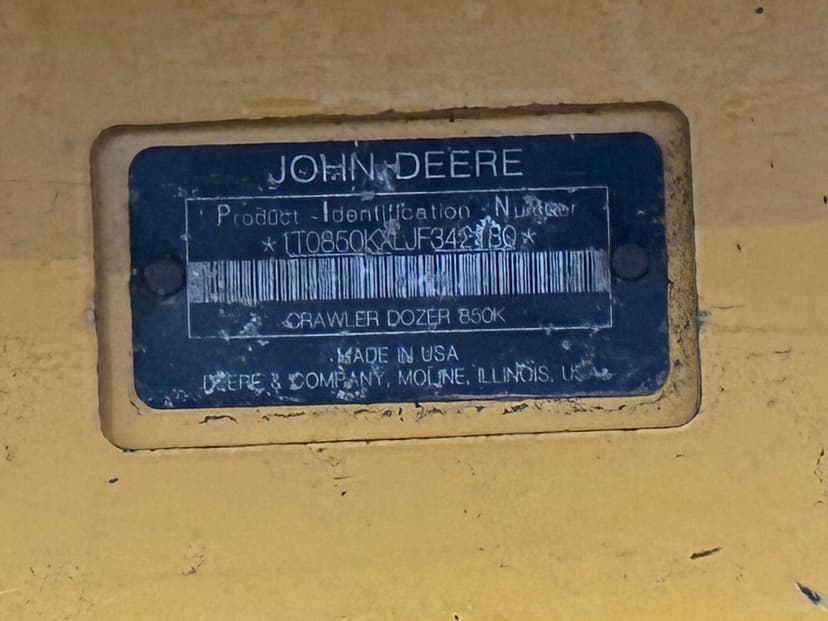 JOHN DEERE
Product Identification Number
CRAWLER DOZER 850K
MADE IN USA
DEERE & COMPANY, MOLINE, ILLINOIS, USA